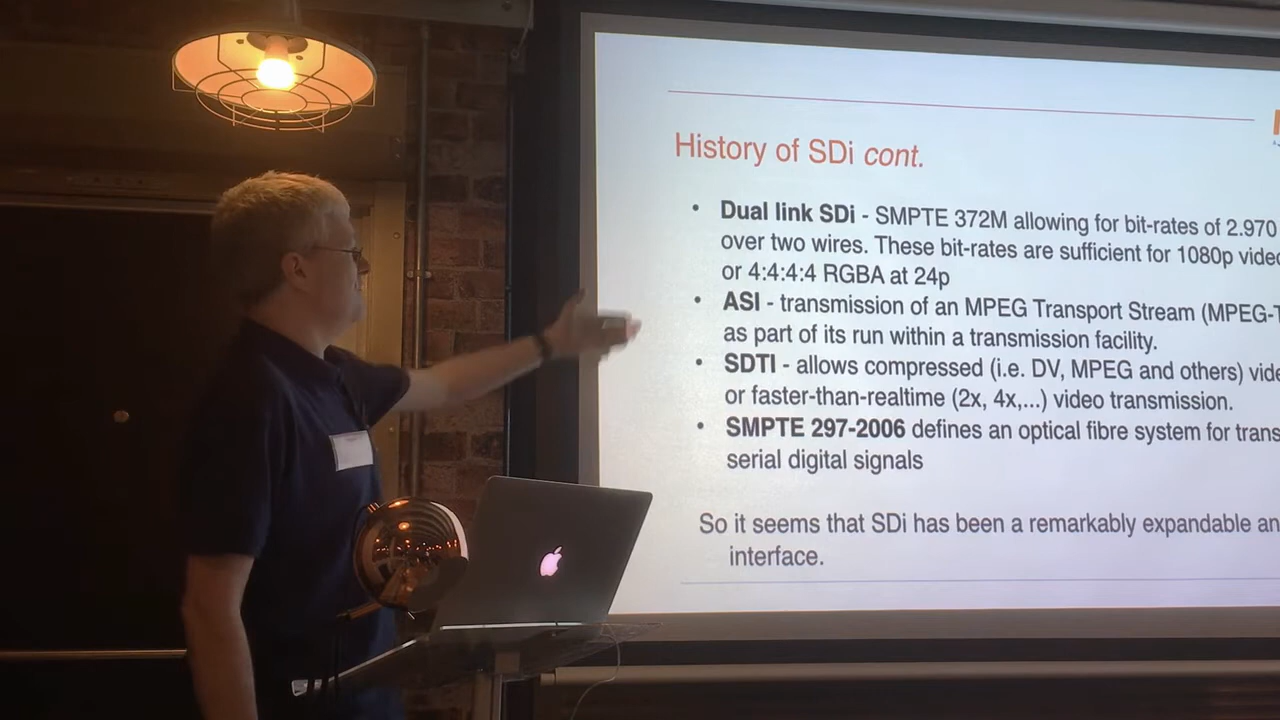 History of SDi cont.
• Dual link SDi - SMPTE 372M allowing for bit-rates of 2.970
over two wires. These bit-rates are sufficient for 1080p video
or 4:4:4:4 RGBA at 24p
• ASI - transmission of an MPEG Transport Stream (MPEG-T
as part of its run within a transmission facility.
• SDTI - allows compressed (i.e. DV, MPEG and others)
or faster-than-realtime (2x, 4x,...) video transmission.
• SMPTE 297-2006 defines an optical fibre system for
serial digital signals
So it seems that SDi has been a remarkably expandable
interface.